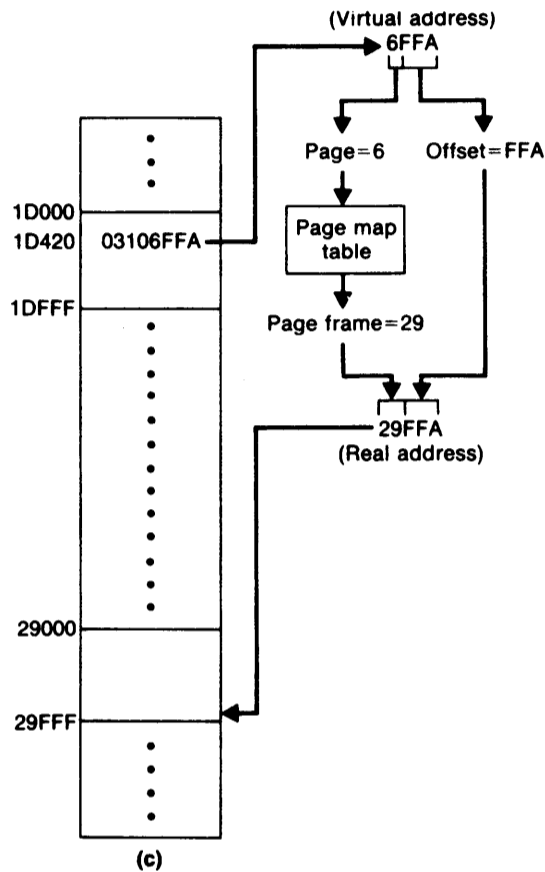 (Virtual address)
6FFA
Page=6
Offset=FFA
1D000
1D420
03106FFA
Page map
table
1DFFF
Page frame=29
29FFA
(Real address)
29000
29FFF
(c)